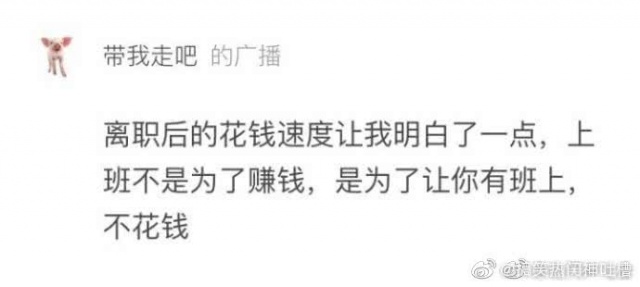 带我走吧 的广播
离职后的花钱速度让我明白了一点，上
班不是为了赚钱，是为了让你有班上，
不花钱